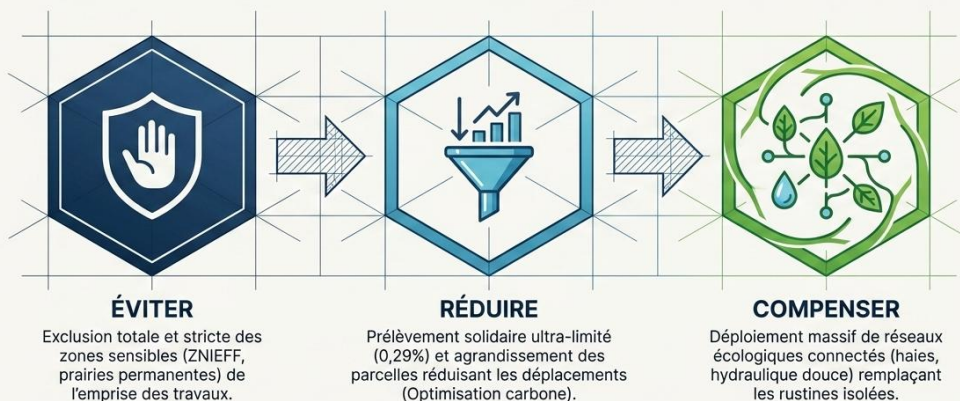 ÉVITER
Exclusion totale et stricte des
zones sensibles (ZNIEFF,
prairies permanentes) de
l'emprise des travaux.
RÉDUIRE
Prélèvement solidaire ultra-limité
(0,29%) et agrandissement des
parcelles réduisant les déplacements
(Optimisation carbone).
COMPENSER
Déploiement massif de réseaux
écologiques connectés (haies,
hydraulique douce) remplaçant
les rustines isolées.